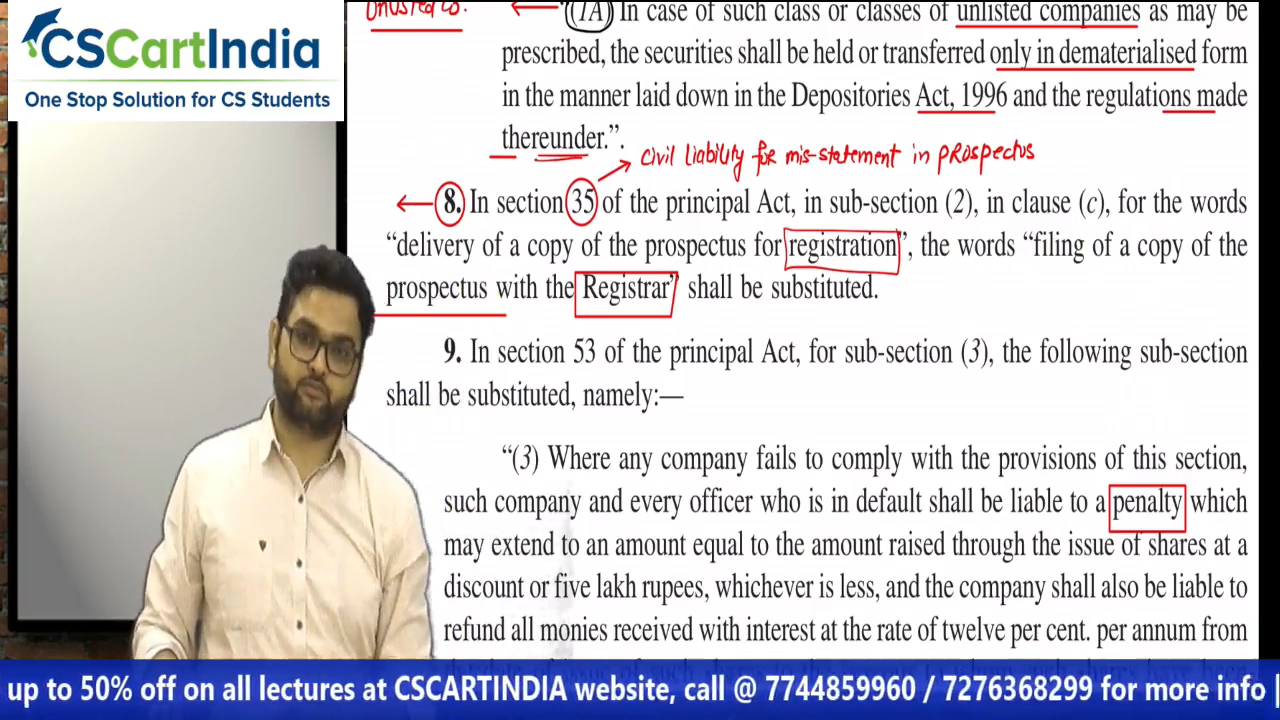 Unlisted co.
"(1A) In case of such class or classes of unlisted companies as may be
prescribed, the securities shall be held or transferred only in dematerialised form
in the manner laid down in the Depositories Act, 1996 and the regulations made
thereunder.”.
civil liability for mis-statement in prospectus
8. In section 35 of the principal Act, in sub-section (2), in clause (c), for the words
“delivery of a copy of the prospectus for registration”, the words “filing of a copy of the
prospectus with the Registrar” shall be substituted.
9. In section 53 of the principal Act, for sub-section (3), the following sub-section
shall be substituted, namely:—
“(3) Where any company fails to comply with the provisions of this section,
such company and every officer who is in default shall be liable to a penalty which
may extend to an amount equal to the amount raised through the issue of shares at a
discount or five lakh rupees, whichever is less, and the company shall also be liable to
refund all monies received with interest at the rate of twelve per cent. per annum from
CSCartIndia
One Stop Solution for CS Students
up to 50% off on all lectures at CSCARTINDIA website, call @ 7744859960 / 7276368299 for more info |